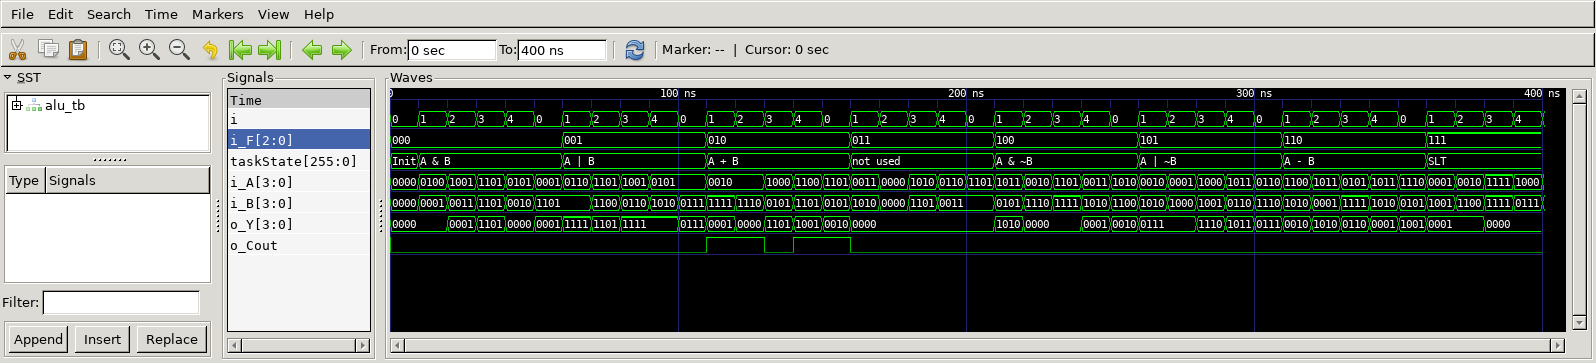 File Edit Search Time Markers View Help
From: 0 sec To: 400 ns Marker: -- | Cursor: 0 sec
SST
alu_tb
Type Signals
Filter:
Append Insert Replace
Signals
Time
i
i_F[2:0]
taskState[255:0]
i_A[3:0]
i_B[3:0]
o_Y[3:0]
o_Cout
Waves
0 100 ns 200 ns 300 ns 400 ns
0 1 2 3 4 0 1 2 3 4 0 1 2 3 4 0 1 2 3 4 0 1 2 3 4 0 1 2 3 4 0 1 2 3 4 0 1 2 3 4
000 001 010 011 100 101 110 111
Init A & B A | B A + B not used A & ~B A | ~B A - B SLT
0000 0100 1001 1101 0101 0001 0110 1101 1001 0101 0010 1000 1100 1101 0011 0000 1010 0110 1101 1011 0010 1101 0011 1010 0010 0001 1000 1011 0110 1100 1011 0101 1011 1110 0001 0010 1111 1000
0000 0001 0011 1101 0010 1101 1100 0110 1010 0111 1111 1110 0101 1101 0010 1010 0000 1101 0011 0101 1110 1111 1010 1100 1010 1000 1001 0110 1110 1010 0001 1111 1010 0101 1001 1100 1111 0111
0000 0001 1101 0000 0001 1111 1101 1111 0111 0001 0000 0101 1001 0010 0000 1010 0000 0001 0010 0111 1110 1011 0111 0010 1010 0110 0001 1001 0001 0000